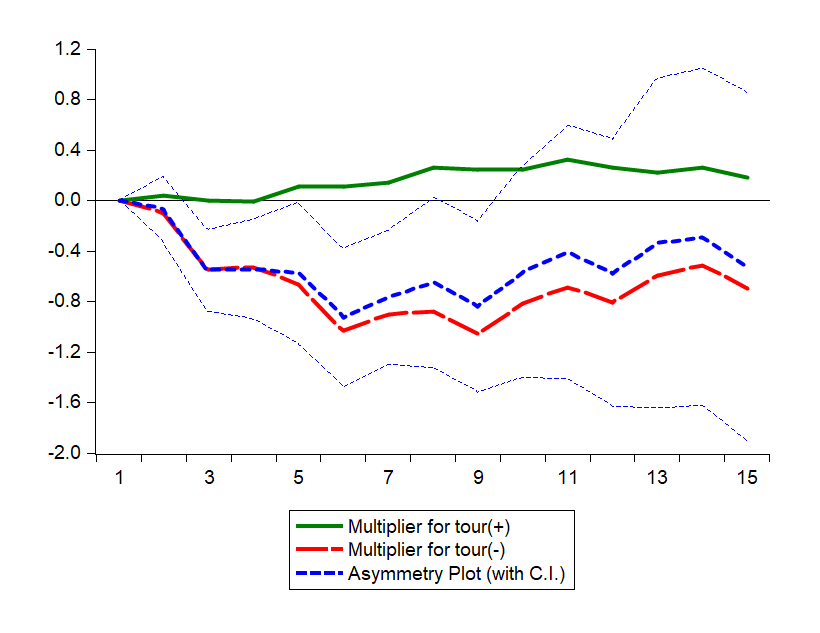 1.2
0.8
0.4
0.0
-0.4
-0.8
-1.2
-1.6
-2.0
1 3 5 7 9 11 13 15
Multiplier for tour(+)
Multiplier for tour(-)
Asymmetry Plot (with C.I.)